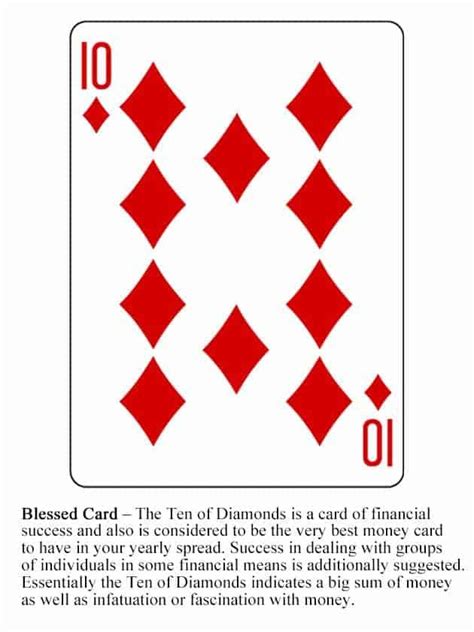 10
10
Blessed Card – The Ten of Diamonds is a card of financial
success and also is considered to be the very best money card
to have in your yearly spread. Success in dealing with groups
of individuals in some financial means is additionally suggested.
Essentially the Ten of Diamonds indicates a big sum of money
as well as infatuation or fascination with money.